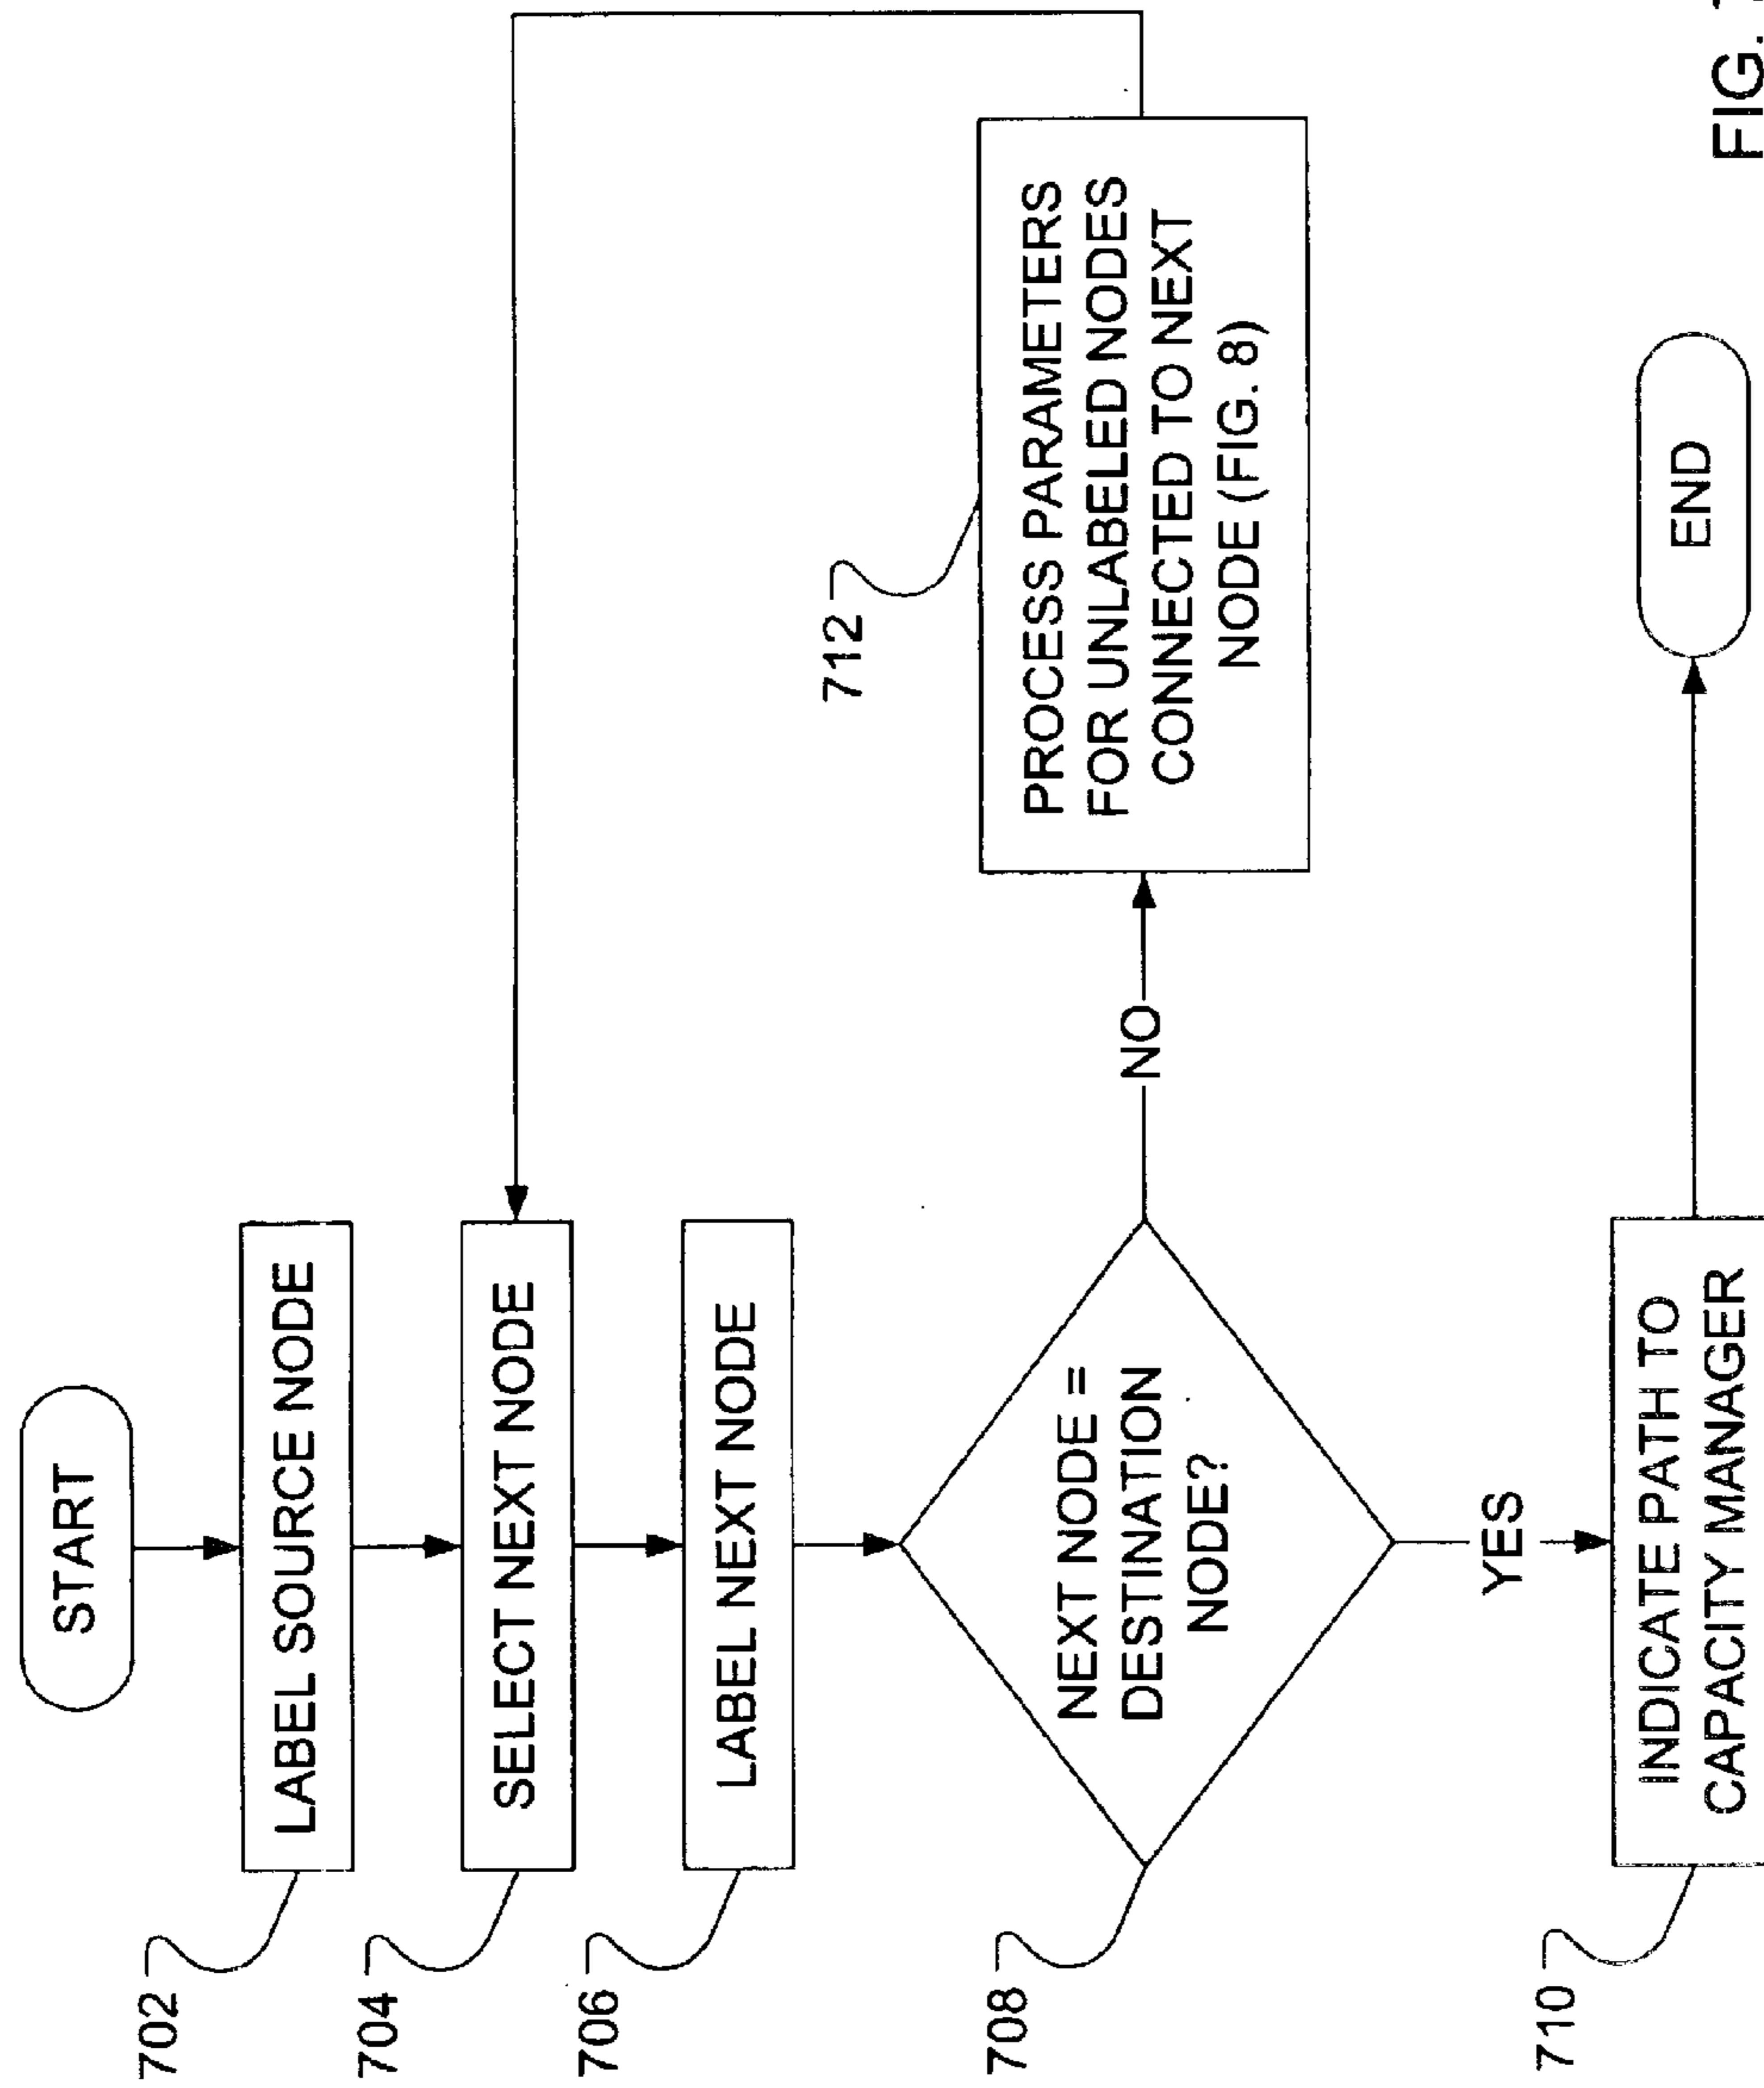 START
702
LABEL SOURCE NODE
704
SELECT NEXT NODE
706
LABEL NEXT NODE
708
NEXT NODE =
DESTINATION
NODE?
NO
712
PROCESS PARAMETERS
FOR UNLABELED NODES
CONNECTED TO NEXT
NODE (FIG. 8)
YES
710
INDICATE PATH TO
CAPACITY MANAGER
END
FIG.